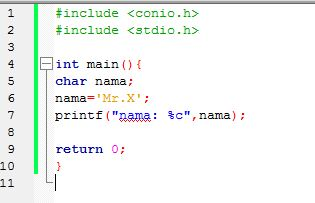 1 #include <conio.h>
2 #include <stdio.h>
3
4 int main(){
5 char nama;
6 nama='Mr.X';
7 printf("nama: %c",nama);
8
9 return 0;
10 }
11